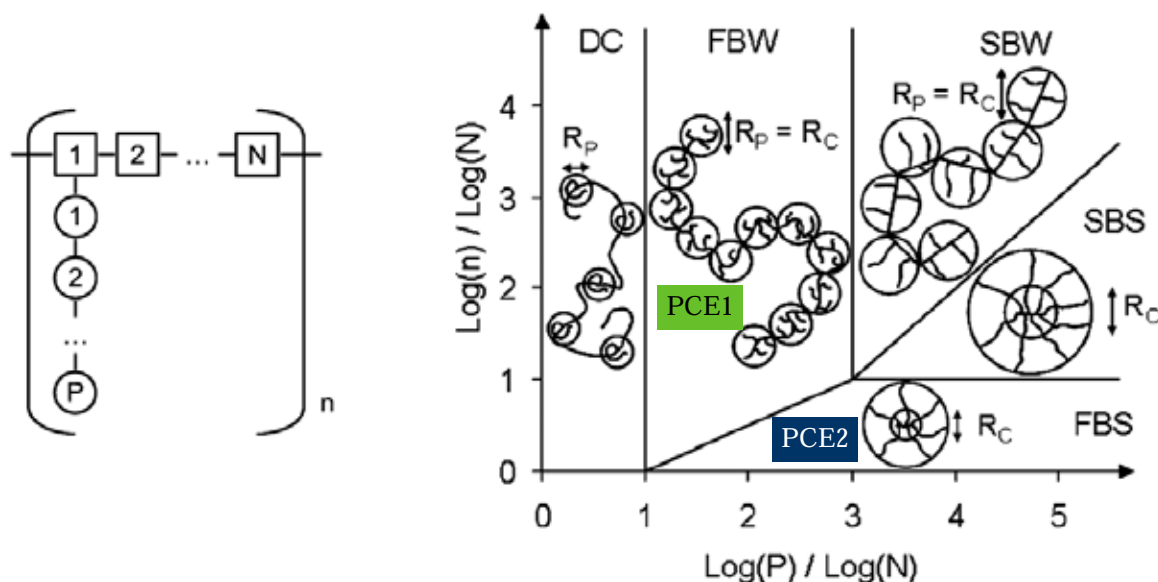 1 2 ... N
1
2
...
P
n
DC FBW SBW
R_P
R_P = R_C
R_P = R_C
SBS
R_C
FBS
R_C
PCE1
PCE2
Log(n) / Log(N)
4
3
2
1
0
0 1 2 3 4 5
Log(P) / Log(N)